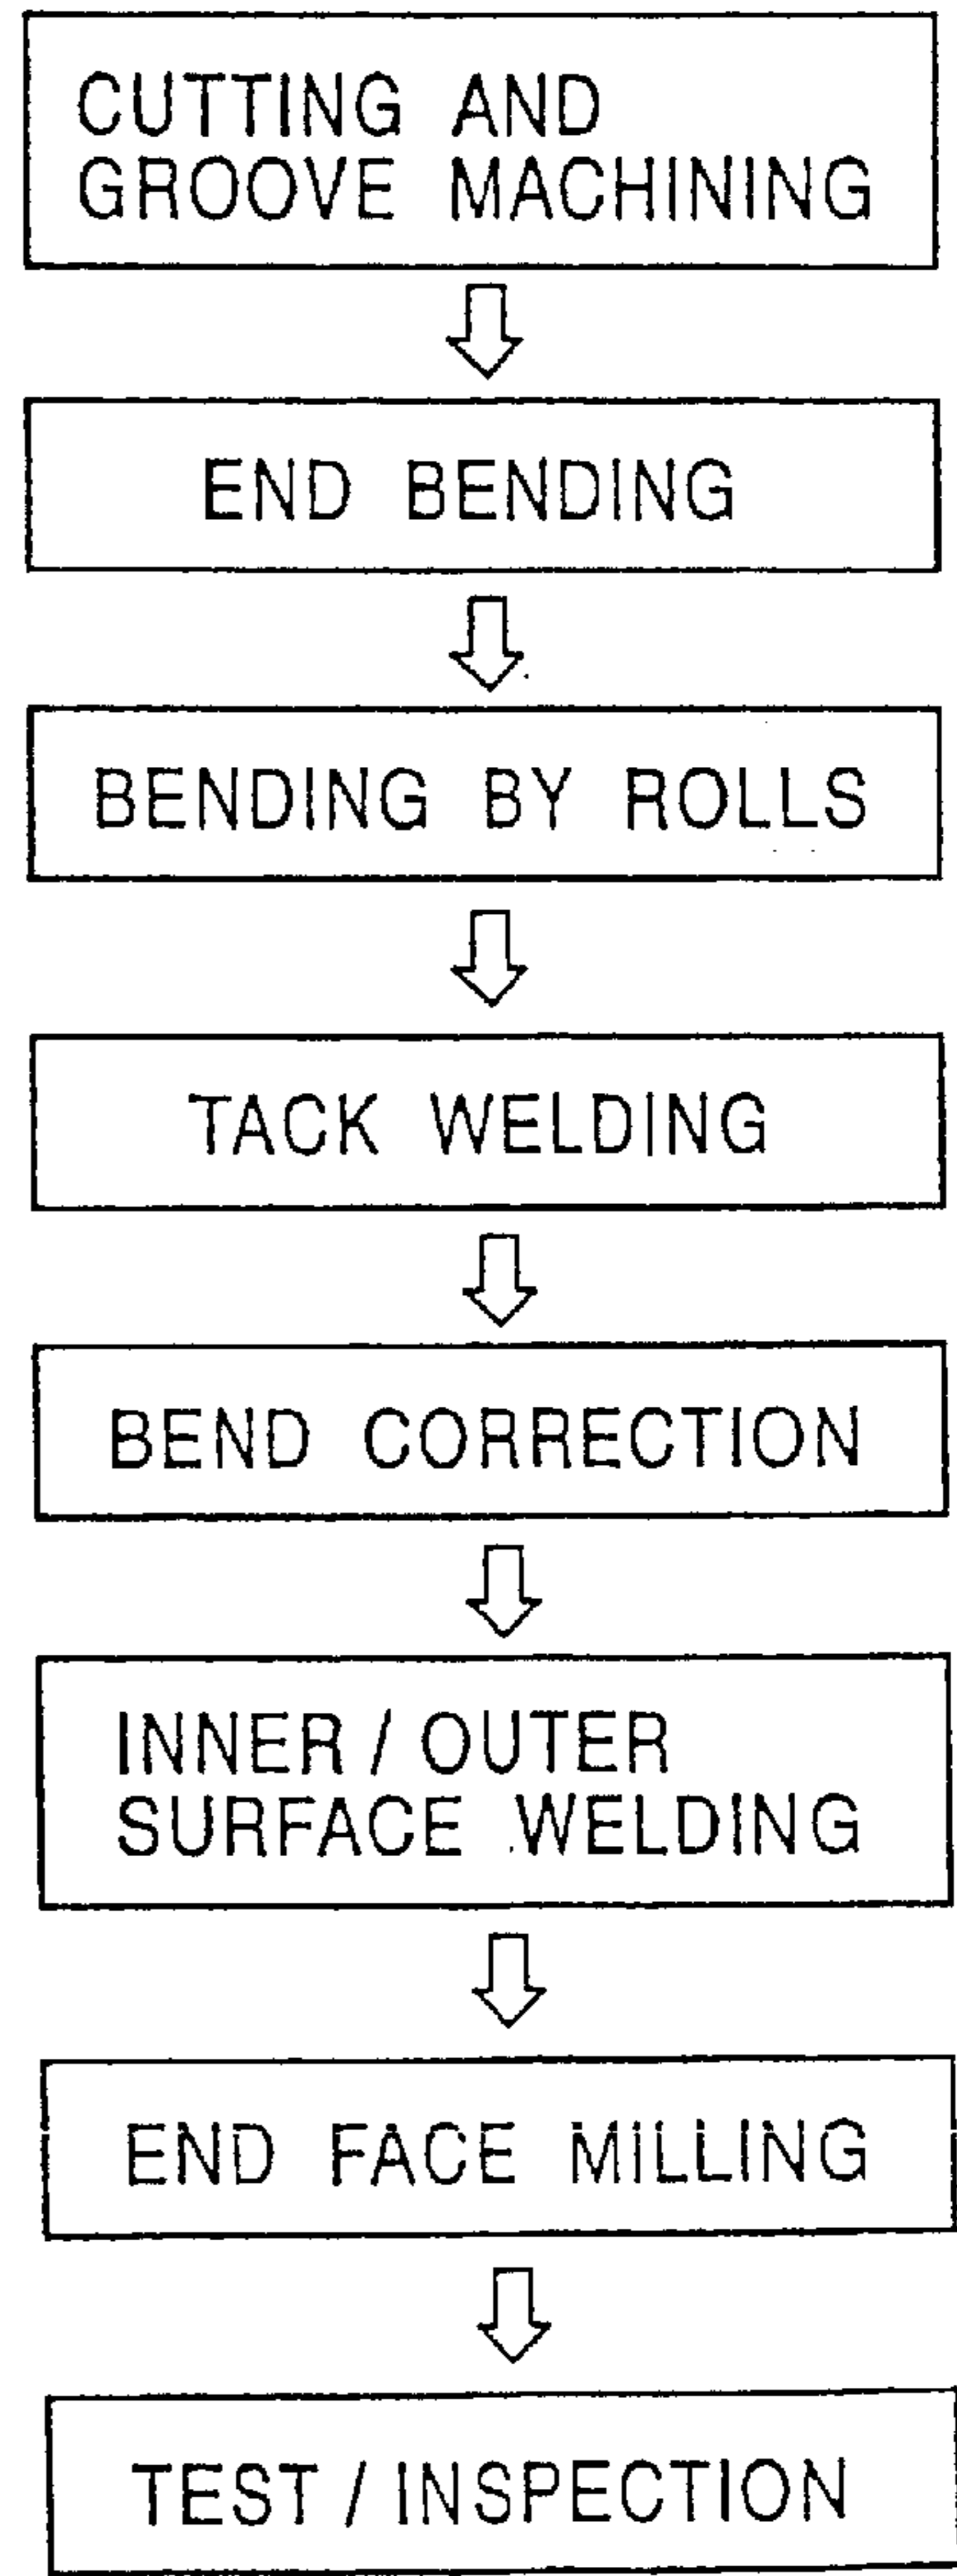 CUTTING AND
GROOVE MACHINING
END BENDING
BENDING BY ROLLS
TACK WELDING
BEND CORRECTION
INNER / OUTER
SURFACE WELDING
END FACE MILLING
TEST / INSPECTION